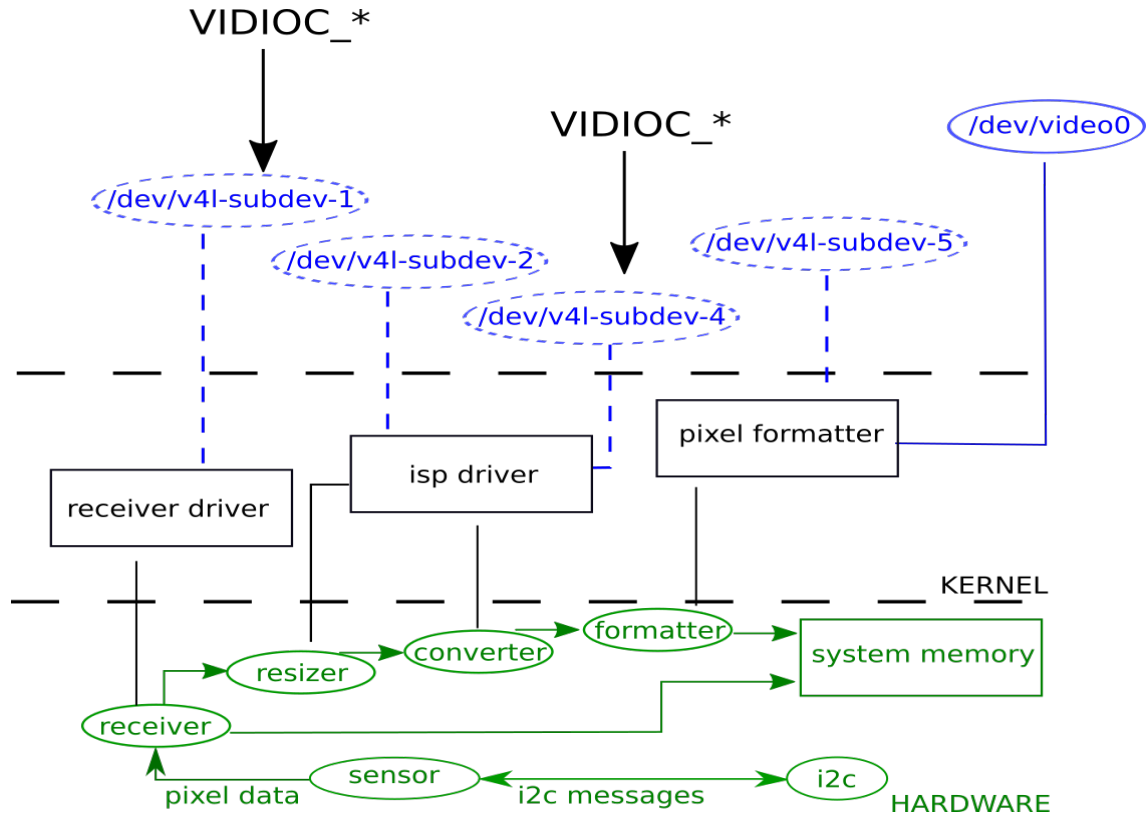 VIDIOC_*
VIDIOC_*
/dev/video0
/dev/v4l-subdev-1
/dev/v4l-subdev-2
/dev/v4l-subdev-5
/dev/v4l-subdev-4
pixel formatter
isp driver
receiver driver
KERNEL
formatter
converter
system memory
resizer
receiver
sensor
i2c
pixel data
i2c messages
HARDWARE